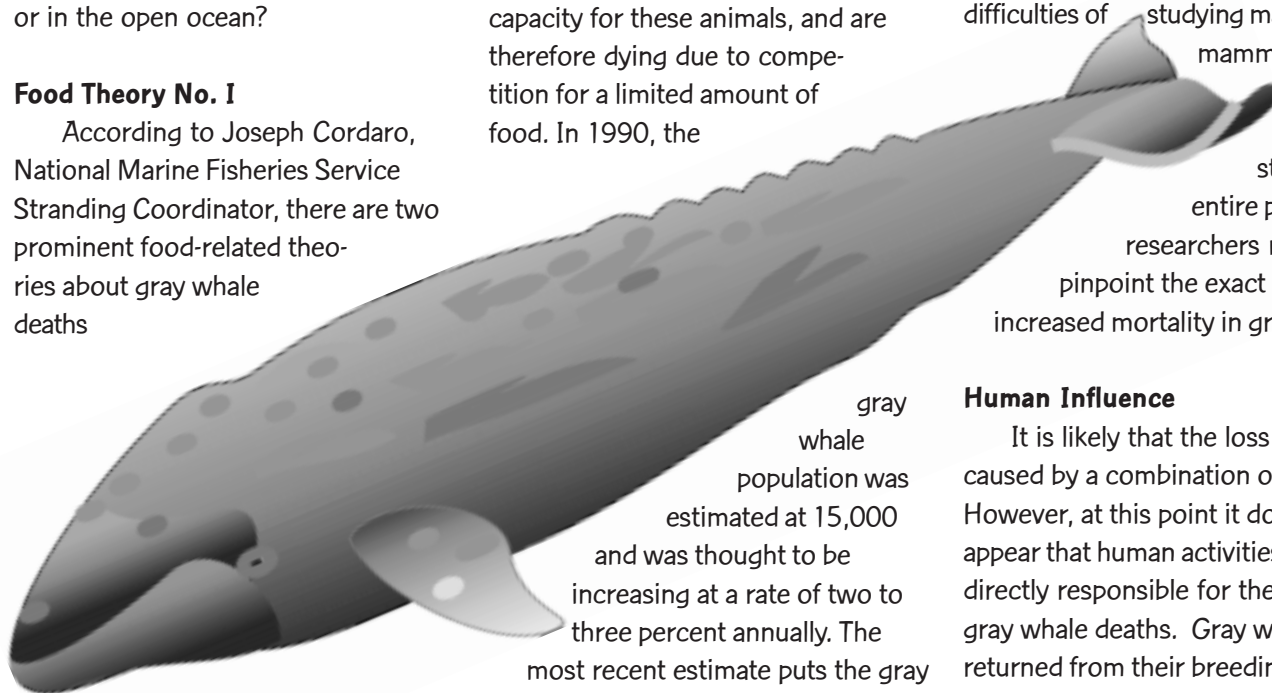 or in the open ocean?
Food Theory No. I
According to Joseph Cordaro,
National Marine Fisheries Service
Stranding Coordinator, there are two
prominent food-related theo-
ries about gray whale
deaths
capacity for these animals, and are
therefore dying due to compe-
tition for a limited amount of
food. In 1990, the
gray
whale
population was
estimated at 15,000
and was thought to be
increasing at a rate of two to
three percent annually. The
most recent estimate puts the gray
difficulties of studying
entire
researchers
pinpoint the exact
increased mortality in
Human Influence
It is likely that the loss
caused by a combination
However, at this point it
appear that human activities
directly responsible for the
gray whale deaths. Gray
returned from their